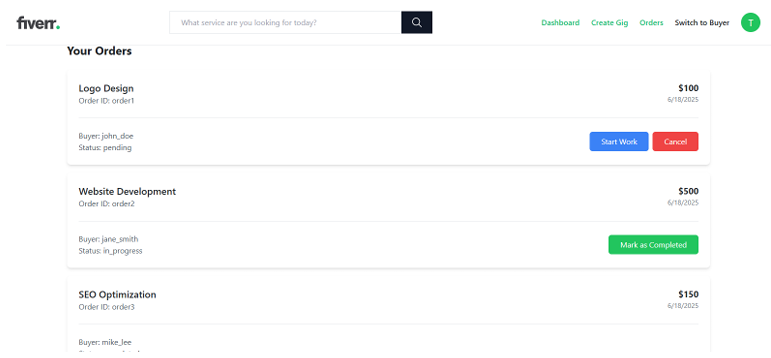 fiverr.
What service are you looking for today?
Dashboard
Create Gig
Orders
Switch to Buyer
T
Your Orders
Logo Design
$100
Order ID: order1
6/18/2025
Buyer: john_doe
Status: pending
Start Work
Cancel
Website Development
$500
Order ID: order2
6/18/2025
Buyer: jane_smith
Status: in_progress
Mark as Completed
SEO Optimization
$150
Order ID: order3
6/18/2025
Buyer: mike_lee